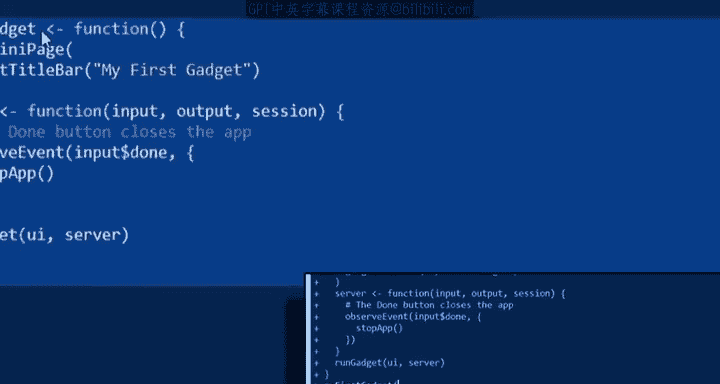 GPT中英字幕课程资源@bilibili.com
dget <- function() {
iniPage(
tTitleBar("My First Gadget")
<- function(input, output, session) {
Done button closes the app
veEvent(input$done, {
pApp()
et(ui, server)
+ )
+ server <- function(input, output, session) {
+ # The Done button closes the app
+ observeEvent(input$done, {
+ stopApp()
+ })
+ }
+ runGadget(ui, server)
+ }